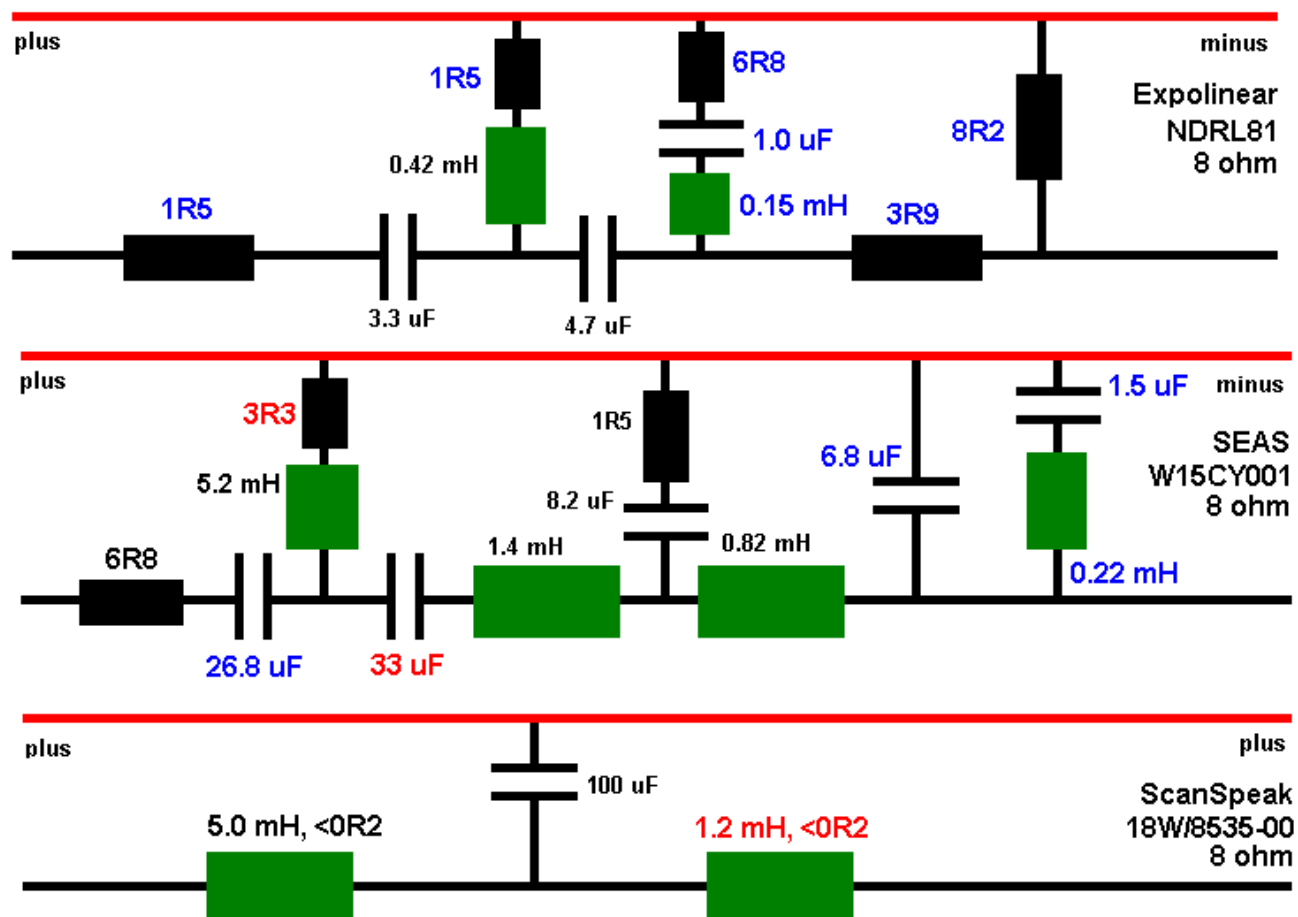 plus
minus
1R5
6R8
Expolinear
NDRL81
8 ohm
1.0 uF
8R2
0.42 mH
0.15 mH
1R5
3R9
3.3 uF
4.7 uF
plus
minus
1.5 uF
3R3
1R5
SEAS
W15CY001
8 ohm
6.8 uF
5.2 mH
8.2 uF
1.4 mH
0.82 mH
6R8
0.22 mH
26.8 uF
33 uF
plus
plus
100 uF
ScanSpeak
18W/8535-00
8 ohm
5.0 mH, <0R2
1.2 mH, <0R2